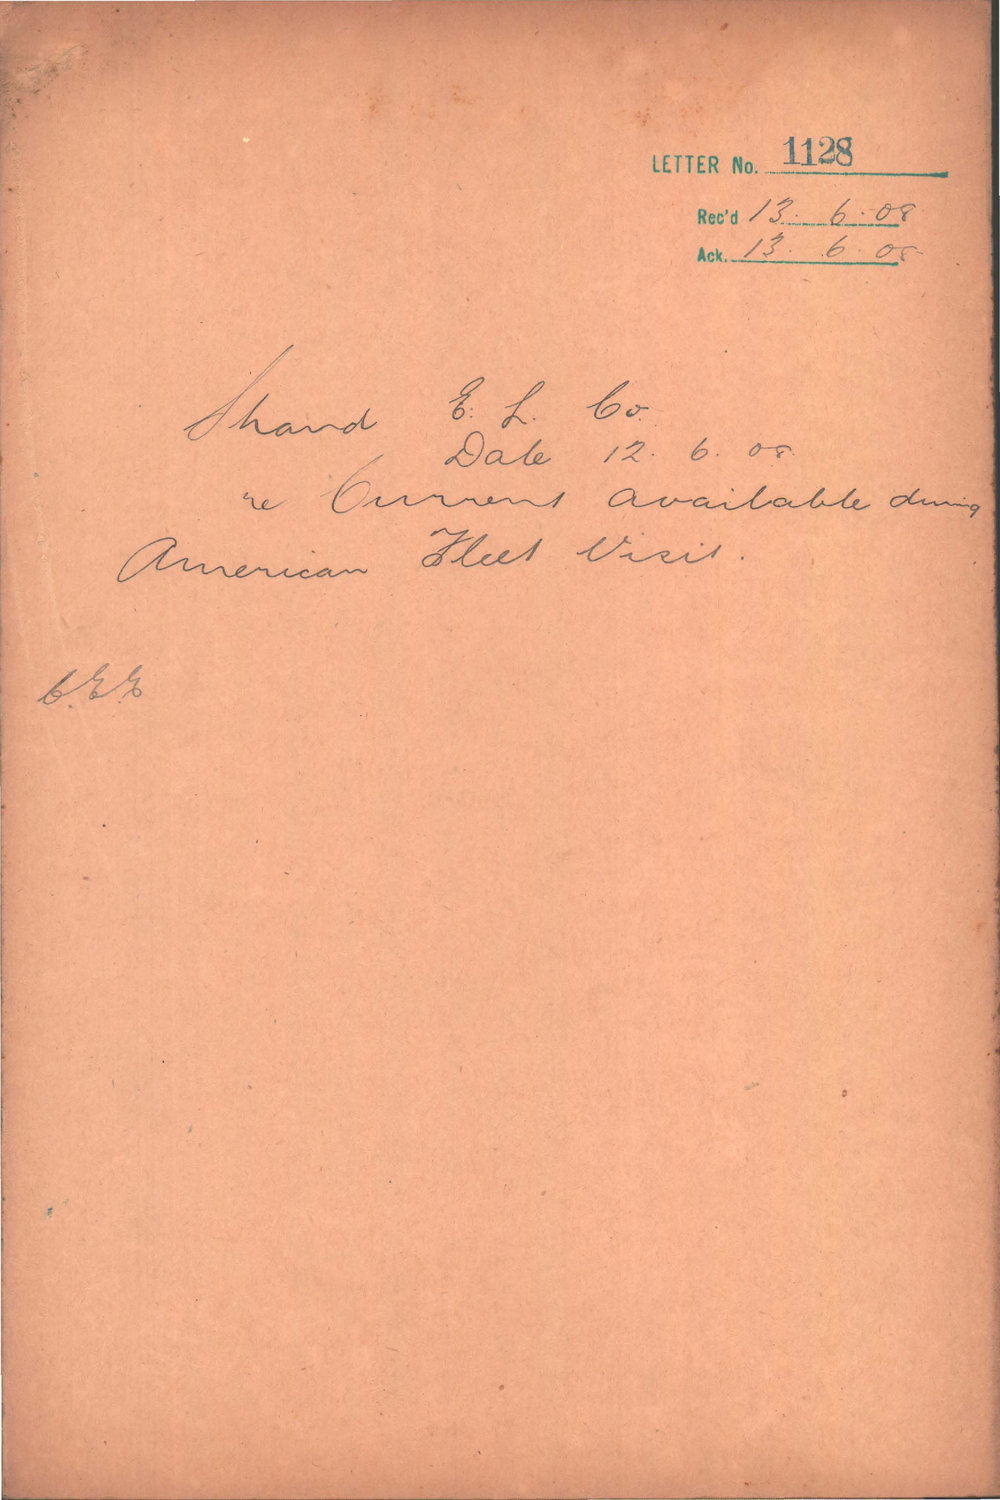 LETTER No. 1128
Rec'd 13. 6. 08
Ack. 13. 6. 08
Strand E. L. Co.
Date 12. 6. 08.
re Current available during
American Fleet Visit.
C.E.E